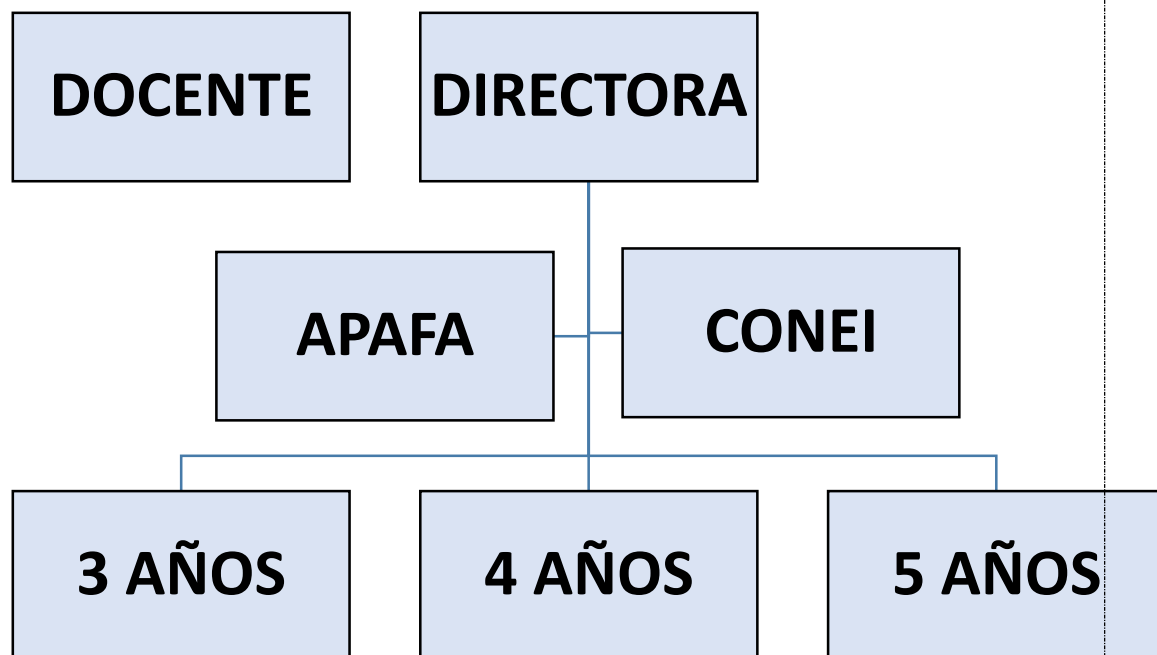 DOCENTE
DIRECTORA
APAFA
CONEI
3 AÑOS
4 AÑOS
5 AÑOS